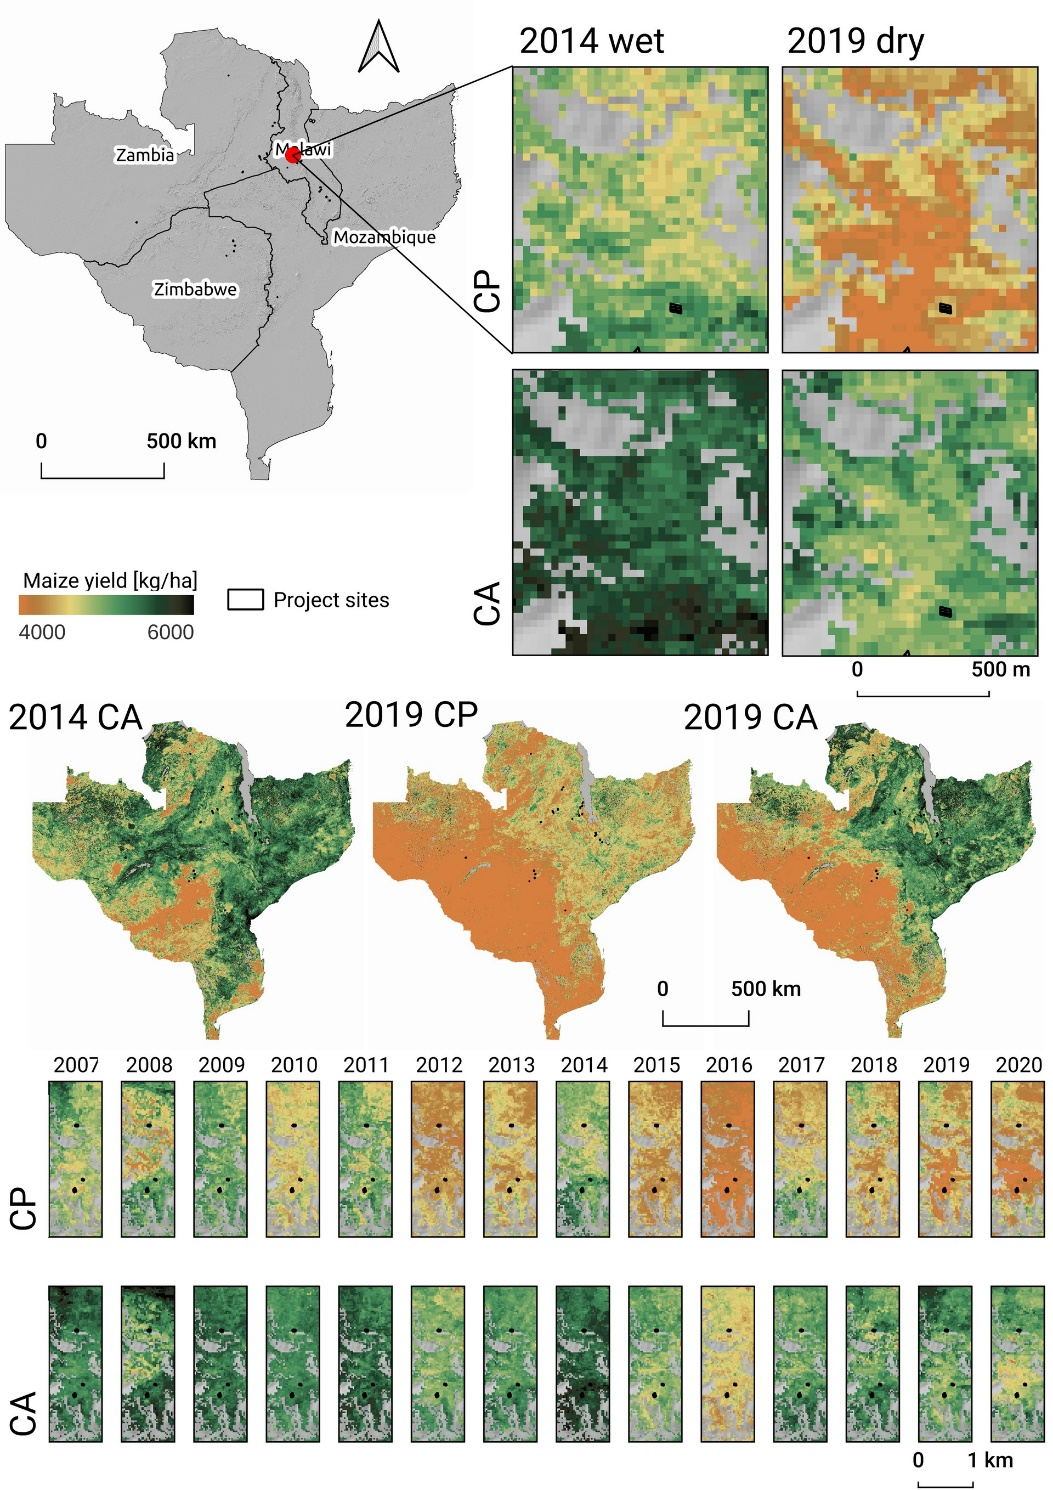 2014 wet
2019 dry
Zambia
Malawi
Mozambique
Zimbabwe
CP
0
500 km
CA
Maize yield [kg/ha]
4000
6000
Project sites
0
500 m
2014 CA
2019 CP
2019 CA
0
500 km
2007
2008
2009
2010
2011
2012
2013
2014
2015
2016
2017
2018
2019
2020
CP
CA
0
1 km